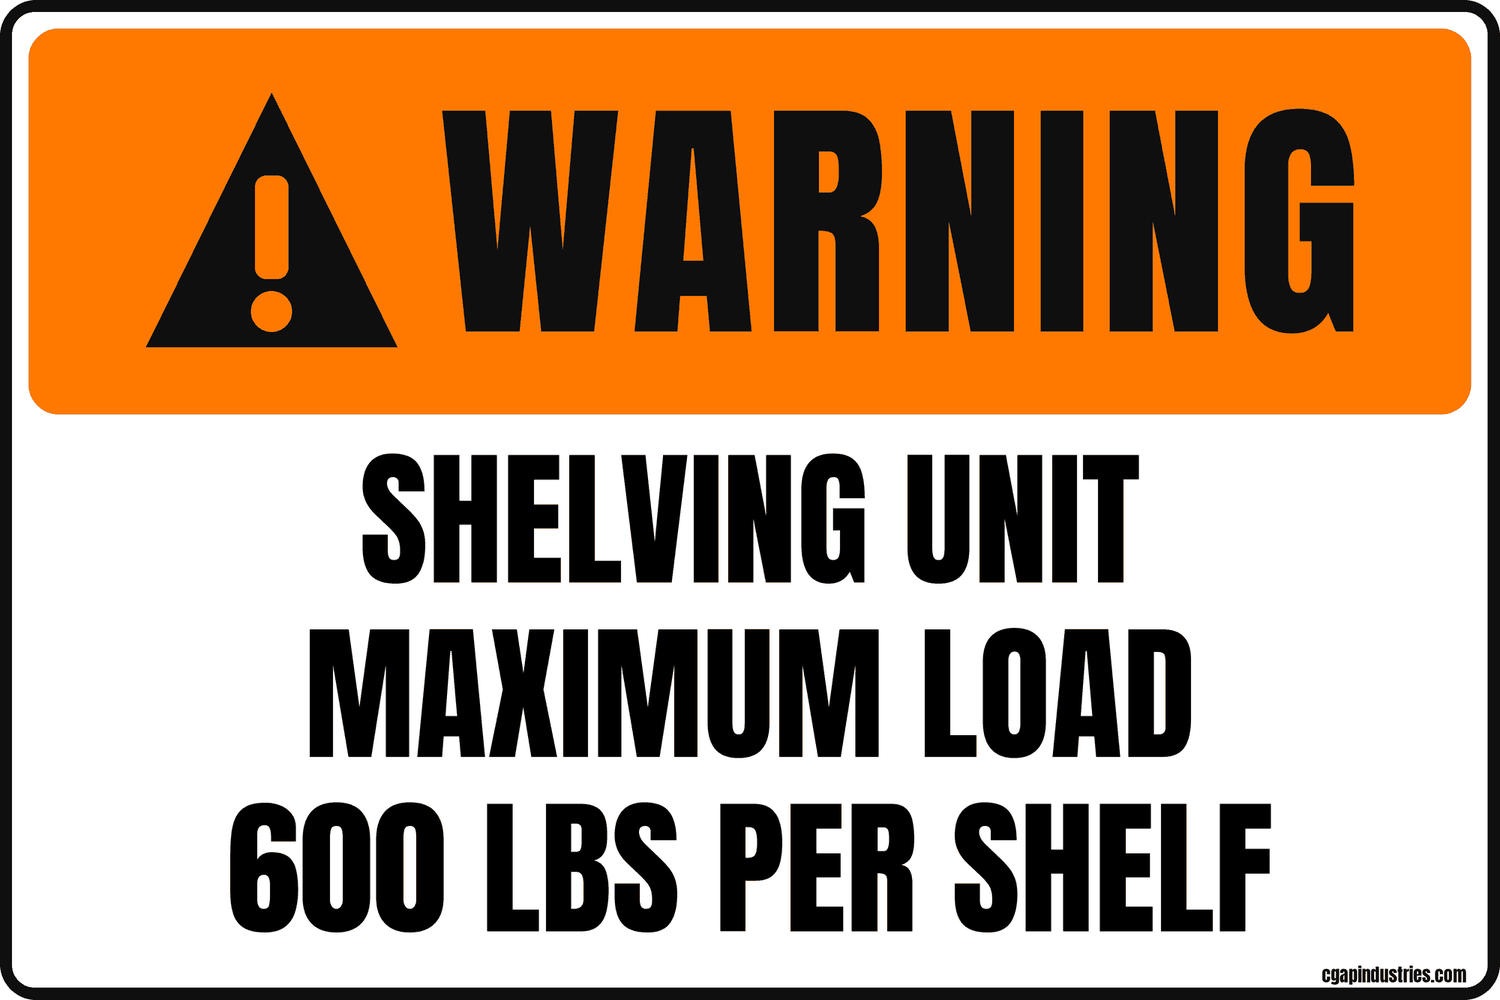 WARNING
SHELVING UNIT
MAXIMUM LOAD
600 LBS PER SHELF
cgapindustries.com